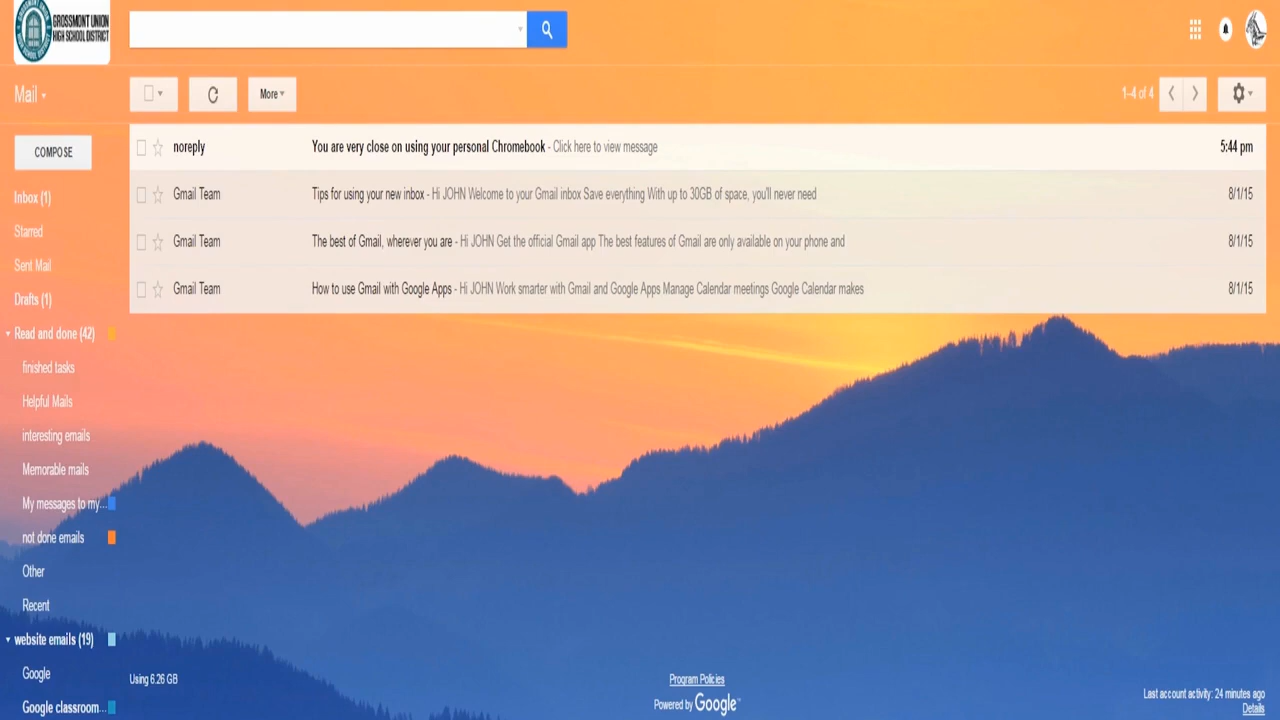 GROSSMONT UNION
HIGH SCHOOL DISTRICT
Mail
More
1–4 of 4
COMPOSE
noreply You are very close on using your personal Chromebook - Click here to view message 5:44 pm
Gmail Team Tips for using your new inbox - Hi JOHN Welcome to your Gmail inbox Save everything With up to 30GB of space, you'll never need 8/1/15
Gmail Team The best of Gmail, wherever you are - Hi JOHN Get the official Gmail app The best features of Gmail are only available on your phone and 8/1/15
Gmail Team How to use Gmail with Google Apps - Hi JOHN Work smarter with Gmail and Google Apps Manage Calendar meetings Google Calendar makes 8/1/15
Inbox (1)
Starred
Sent Mail
Drafts (1)
Read and done (42)
finished tasks
Helpful Mails
interesting emails
Memorable mails
My messages to my...
not done emails
Other
Recent
website emails (19)
Google
Google classroom...
Using 6.26 GB
Program Policies
Powered by Google™
Last account activity: 24 minutes ago
Details